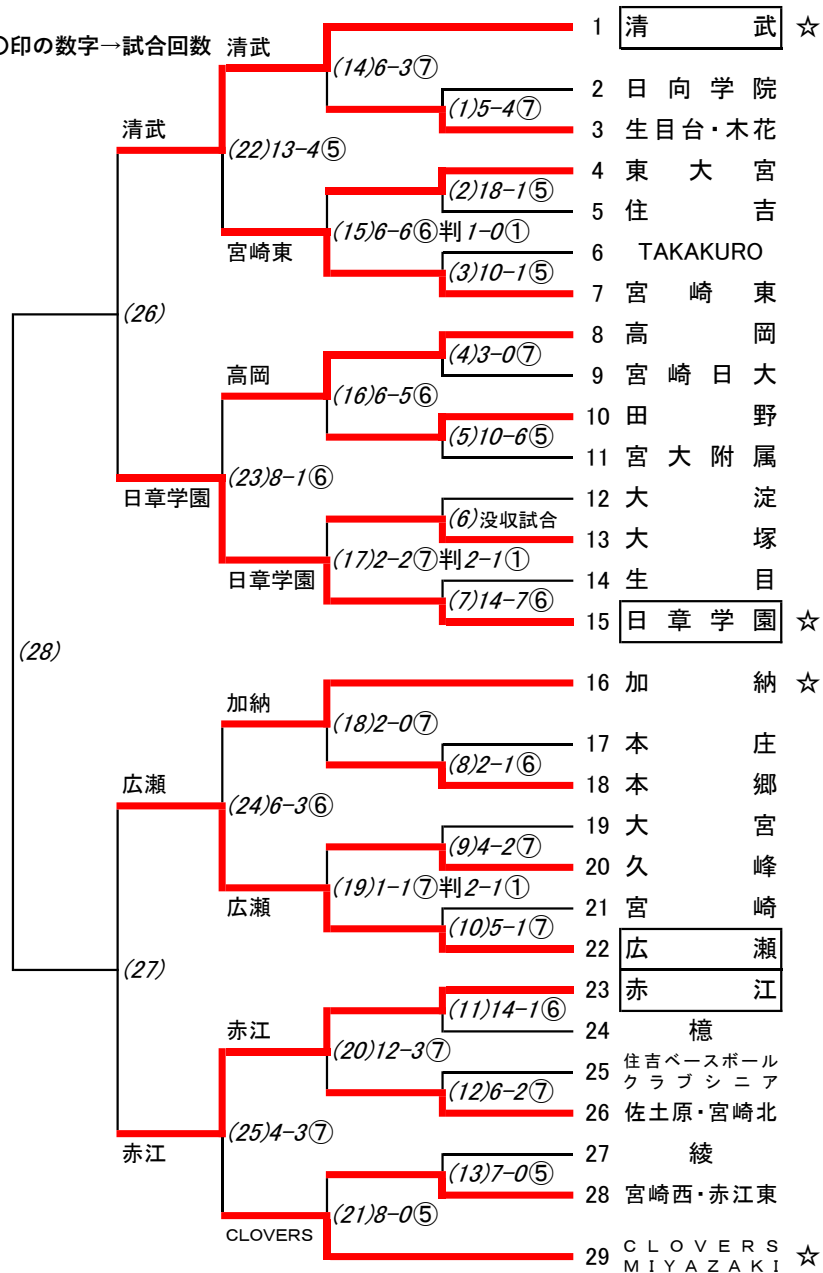 〇印の数字→試合回数
清武
清武
宮崎東
高岡
日章学園
日章学園
加納
広瀬
広瀬
赤江
赤江
CLOVERS
(28)
(26)
(27)
(22)13-4⑤
(23)8-1⑥
(24)6-3⑥
(25)4-3⑦
(14)6-3⑦
(15)6-6⑥判1-0①
(16)6-5⑥
(17)2-2⑦判2-1①
(18)2-0⑦
(19)1-1⑦判2-1①
(20)12-3⑦
(21)8-0⑤
(1)5-4⑦
(2)18-1⑤
(3)10-1⑤
(4)3-0⑦
(5)10-6⑤
(6)没収試合
(7)14-7⑥
(8)2-1⑥
(9)4-2⑦
(10)5-1⑦
(11)14-1⑥
(12)6-2⑦
(13)7-0⑤
1 清武 ☆
2 日向学院
3 生目台・木花
4 東大宮
5 住吉
6 TAKAKURO
7 宮崎東
8 高岡
9 宮崎日大
10 田野
11 宮大附属
12 大淀
13 大塚
14 生目
15 日章学園 ☆
16 加納 ☆
17 本庄
18 本郷
19 大宮
20 久峰
21 宮崎
22 広瀬
23 赤江
24 檍
25 住吉ベースボール
クラブシニア
26 佐土原・宮崎北
27 綾
28 宮崎西・赤江東
29 CLOVERS
MIYAZAKI ☆